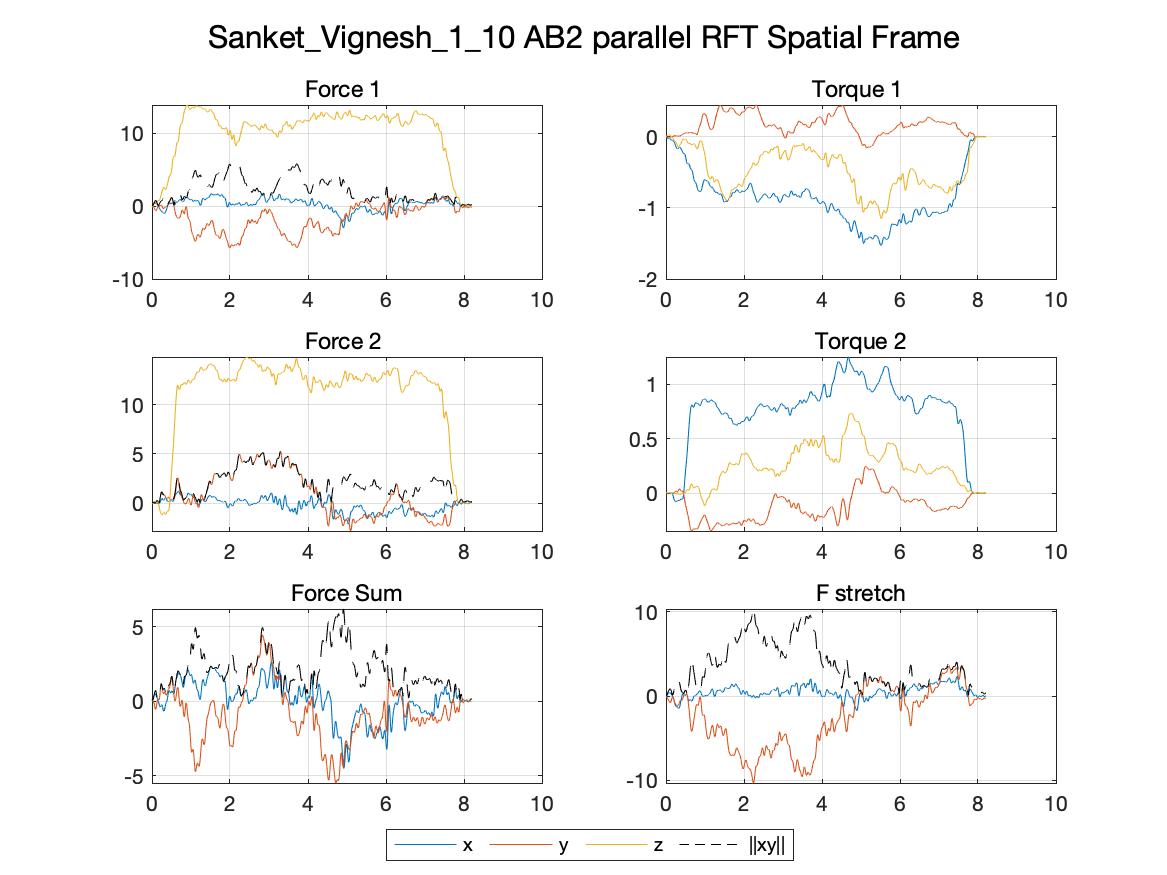 Sanket_Vignesh_1_10 AB2 parallel RFT Spatial Frame
Force 1
10
0
-10
0 2 4 6 8 10
Torque 1
0
-1
-2
0 2 4 6 8 10
Force 2
10
5
0
0 2 4 6 8 10
Torque 2
1
0.5
0
0 2 4 6 8 10
Force Sum
5
0
-5
0 2 4 6 8 10
F stretch
10
0
-10
0 2 4 6 8 10
x y z ||xy||